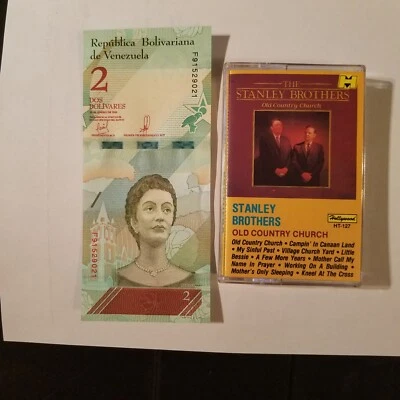 República Bolivariana
de Venezuela
2
DOS
BOLÍVARES
F91529021
F91529021
2
THE
STANLEY BROTHERS
Old Country Church
STANLEY
BROTHERS
OLD COUNTRY CHURCH
Hollywood
HT-127
Old Country Church • Campin' In Canaan Land
• My Sinful Past • Village Church Yard • Little
Bessie • A Few More Years • Mother Call My
Name In Prayer • Working On A Building •
Mother's Only Sleeping • Kneel At The Cross